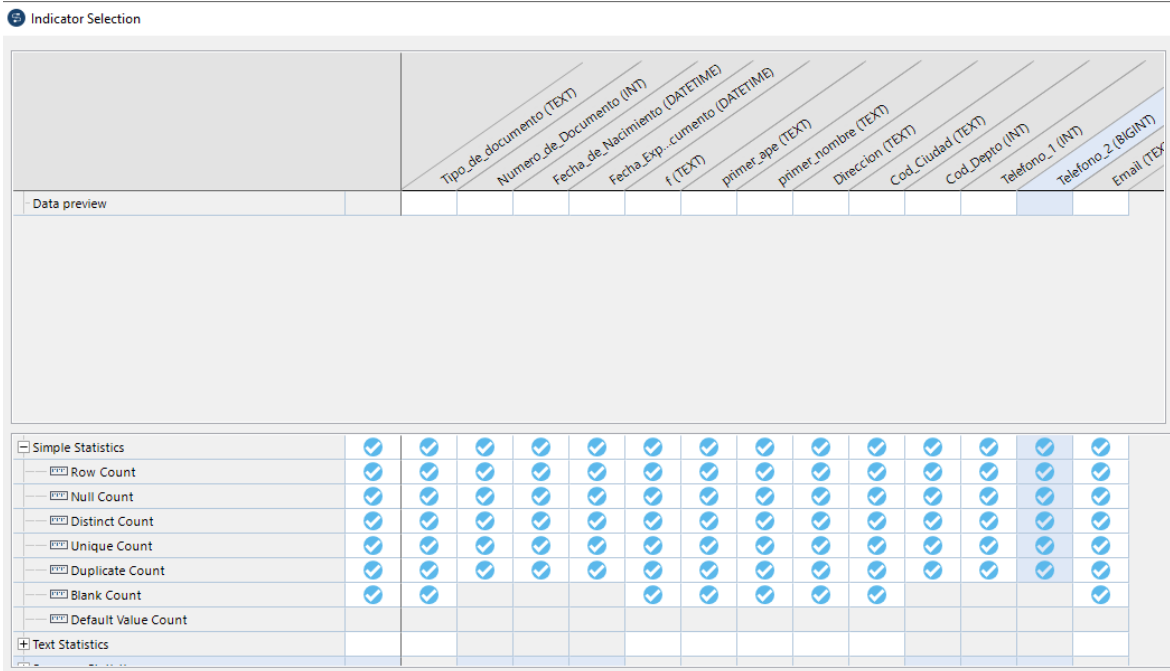 Indicator Selection
Tipo_de_documento (TEXT)
Numero_de_Documento (INT)
Fecha_de_Nacimiento (DATETIME)
Fecha_Exp...cumento (DATETIME)
f (TEXT)
primer_ape (TEXT)
primer_nombre (TEXT)
Direccion (TEXT)
Cod_Ciudad (TEXT)
Cod_Depto (INT)
Telefono_1 (INT)
Telefono_2 (BIGINT)
Email (TEX
Data preview
Simple Statistics
Row Count
Null Count
Distinct Count
Unique Count
Duplicate Count
Blank Count
Default Value Count
Text Statistics